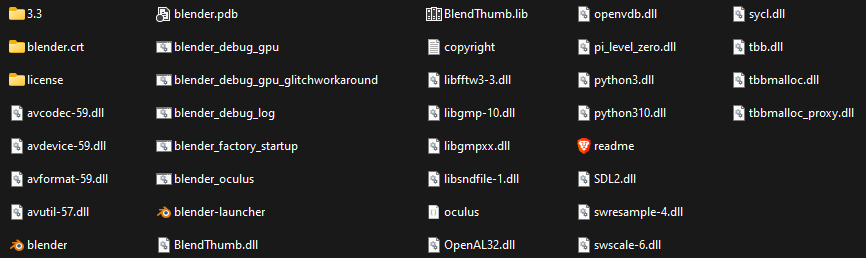 3.3
blender.crt
license
avcodec-59.dll
avdevice-59.dll
avformat-59.dll
avutil-57.dll
blender
blender.pdb
blender_debug_gpu
blender_debug_gpu_glitchworkaround
blender_debug_log
blender_factory_startup
blender_oculus
blender-launcher
BlendThumb.dll
BlendThumb.lib
copyright
libfftw3-3.dll
libgmp-10.dll
libgmpxx.dll
libsndfile-1.dll
oculus
OpenAL32.dll
openvdb.dll
pi_level_zero.dll
python3.dll
python310.dll
readme
SDL2.dll
swresample-4.dll
swscale-6.dll
sycl.dll
tbb.dll
tbbmalloc.dll
tbbmalloc_proxy.dll